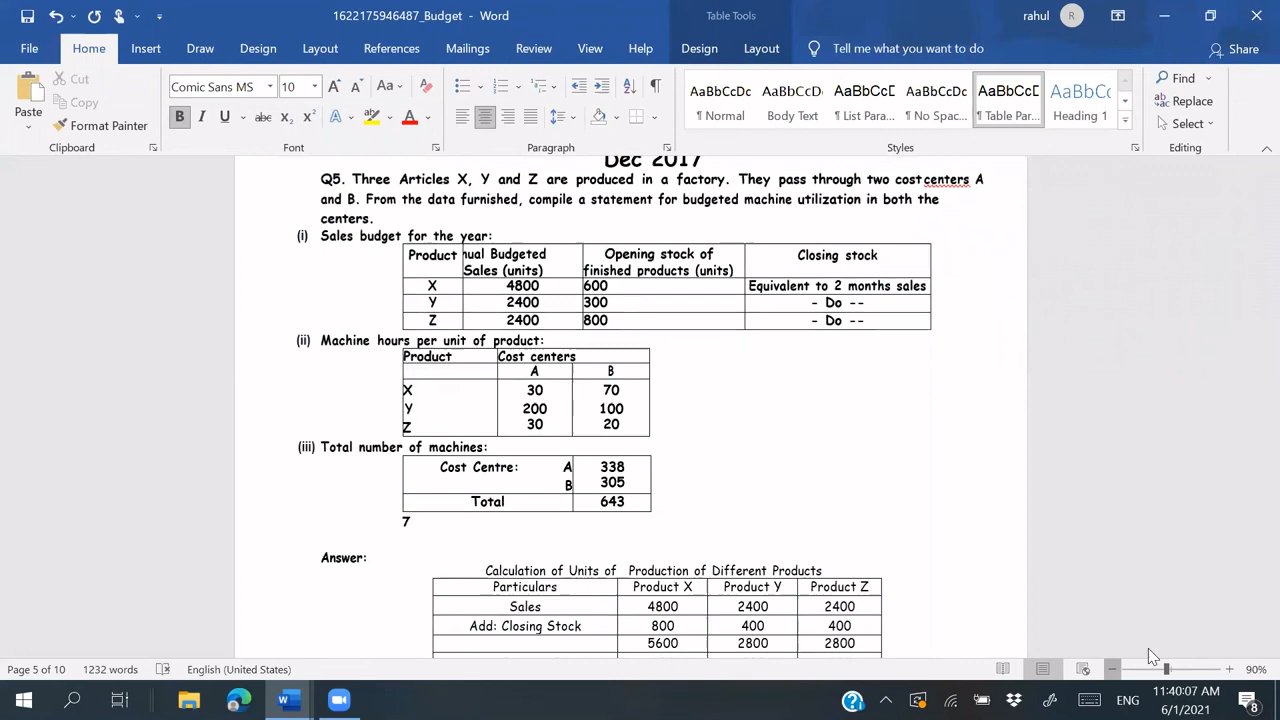 1622175946487_Budget - Word
Table Tools
rahul
R
File Home Insert Draw Design Layout References Mailings Review View Help Design Layout Tell me what you want to do Share
Paste
Cut
Copy
Format Painter
Comic Sans MS 10
AaBbCcDc AaBbCcDc AaBbCcD AaBbCcDc AaBbCcD AaBbCc
¶ Normal Body Text ¶ List Para... ¶ Top Spac... ¶ Table Par... Heading 1
Find
Replace
Select
Clipboard Font Paragraph Styles Editing
Dec 2017
Q5. Three Articles X, Y and Z are produced in a factory. They pass through two cost centers A
and B. From the data furnished, compile a statement for budgeted machine utilization in both the
centers.
(i) Sales budget for the year:
Product nual Budgeted Sales (units) Opening stock of finished products (units) Closing stock
X 4800 600 Equivalent to 2 months sales
Y 2400 300 - Do --
Z 2400 800 - Do --
(ii) Machine hours per unit of product:
Product Cost centers
A B
X 30 70
Y 200 100
Z 30 20
(iii) Total number of machines:
Cost Centre: A 338
B 305
Total 643
7
Answer:
Calculation of Units of Production of Different Products
Particulars Product X Product Y Product Z
Sales 4800 2400 2400
Add: Closing Stock 800 400 400
5600 2800 2800
Page 5 of 10 1232 words English (United States) 90%
ENG
11:40:07 AM
6/1/2021
8